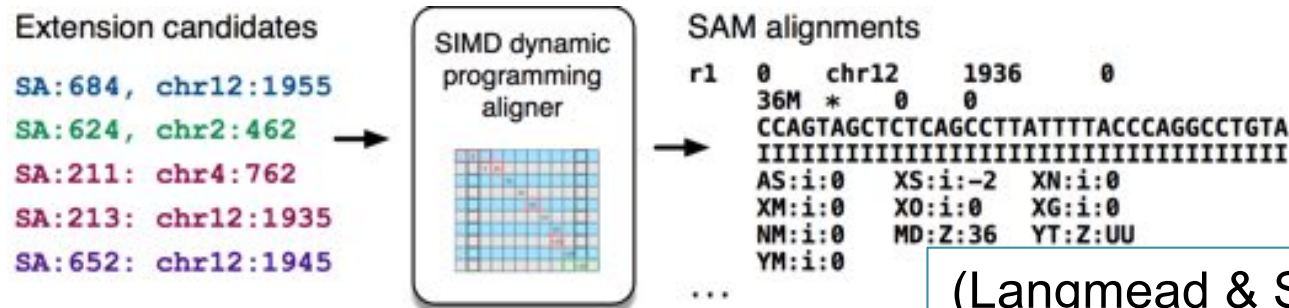 Extension candidates
SA:684, chr12:1955
SA:624, chr2:462
SA:211: chr4:762
SA:213: chr12:1935
SA:652: chr12:1945
SIMD dynamic
programming
aligner
SAM alignments
r1 0 chr12 1936 0
36M * 0 0
CCAGTAGCTCTCAGCCTTATTTTACCCAGGCCTGTA
IIIIIIIIIIIIIIIIIIIIIIIIIIIIIIIIIIII
AS:i:0 XS:i:-2 XN:i:0
XM:i:0 XO:i:0 XG:i:0
NM:i:0 MD:Z:36 YT:Z:UU
YM:i:0
...
(Langmead & S